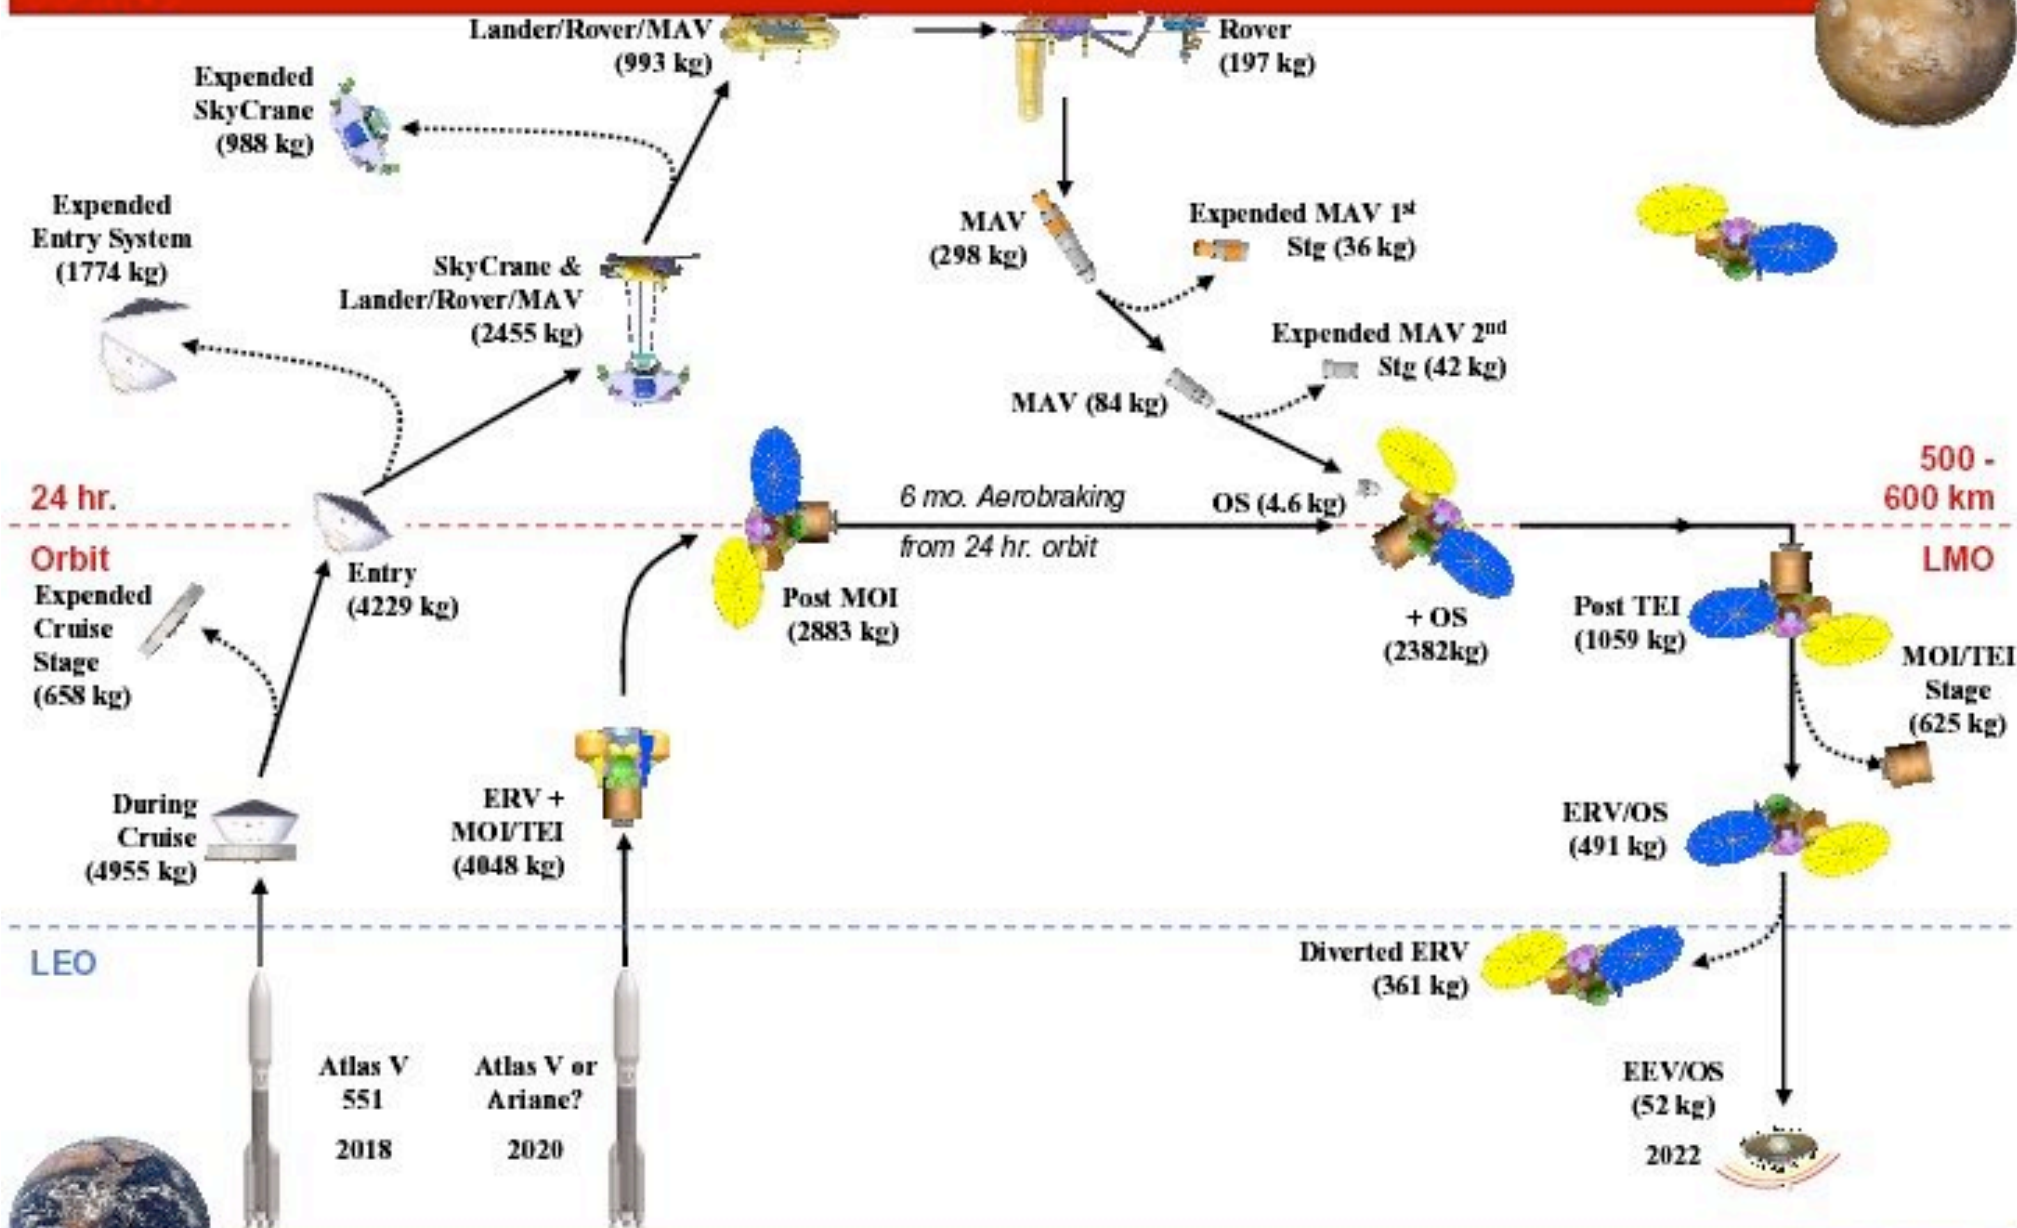 Lander/Rover/MAV
(993 kg)
Rover
(197 kg)
Expended
SkyCrane
(988 kg)
Expended
Entry System
(1774 kg)
SkyCrane &
Lander/Rover/MAV
(2455 kg)
MAV
(298 kg)
Expended MAV 1st
Stg (36 kg)
Expended MAV 2nd
Stg (42 kg)
MAV (84 kg)
24 hr.
Orbit
500 -
600 km
LMO
6 mo. Aerobraking
from 24 hr. orbit
OS (4.6 kg)
Entry
(4229 kg)
Expended
Cruise
Stage
(658 kg)
Post MOI
(2883 kg)
+ OS
(2382kg)
Post TEI
(1059 kg)
MOI/TEI
Stage
(625 kg)
During
Cruise
(4955 kg)
ERV +
MOI/TEI
(4048 kg)
ERV/OS
(491 kg)
LEO
Diverted ERV
(361 kg)
Atlas V
551
2018
Atlas V or
Ariane?
2020
EEV/OS
(52 kg)
2022